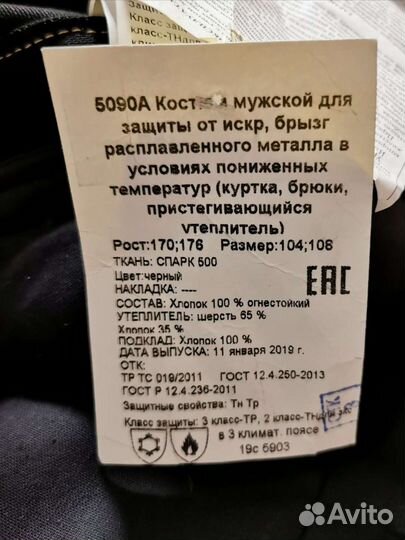 5090А Костюм мужской для
защиты от искр, брызг
расплавленного металла в
условиях пониженных
температур (куртка, брюки,
пристегивающийся
утеплитель)
Рост:170;176 Размер:104;108
ТКАНЬ: СПАРК 500
Цвет:черный
НАКЛАДКА: ----
СОСТАВ: Хлопок 100 % огнестойкий
УТЕПЛИТЕЛЬ: шерсть 65 %
Хлопок 35 %
ПОДКЛАД: Хлопок 100%
ДАТА ВЫПУСКА: 11 января 2019 г.
ОТК:
ТР ТС 019/2011 ГОСТ 12.4.250-2013
ГОСТ Р 12.4.236-2011
Защитные свойства: Тн Тр
Класс защиты: 3 класс-ТР, 2 класс-ТНдля экс
в 3 климат. поясе
19с 6903
EAC
Avito